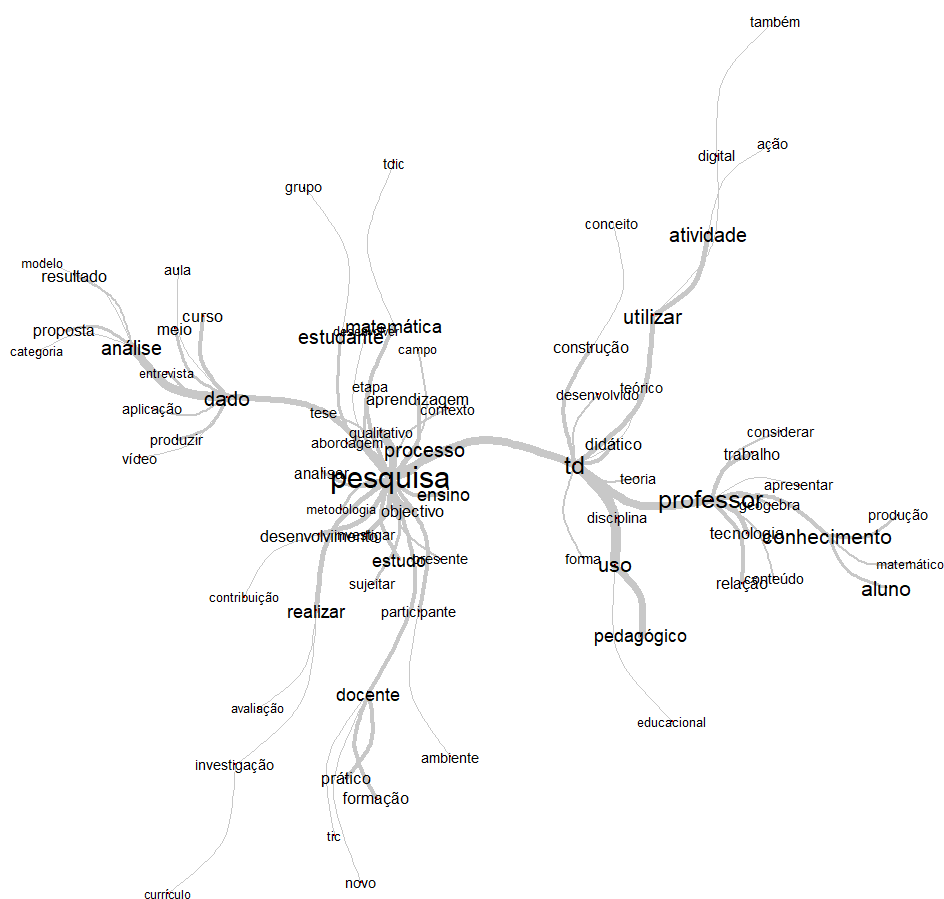 também
digital
ação
tdic
grupo
conceito
atividade
modelo
resultado
aula
utilizar
curso
meio
proposta
matemática
desenvolver
estudante
análise
categoria
construção
campo
entrevista
etapa
teórico
desenvolvido
dado
aprendizagem
aplicação
tese
contexto
qualitativo
considerar
produzir
abordagem
didático
processo
trabalho
vídeo
td
analisar
pesquisa
teoria
apresentar
ensino
professor
geogebra
metodologia
objectivo
disciplina
produção
desenvolvimento
investigar
tecnologia
conhecimento
estudo
presente
forma
uso
matemático
sujeitar
relação
conteúdo
aluno
contribuição
realizar
participante
pedagógico
docente
avaliação
educacional
ambiente
investigação
prático
formação
tic
novo
currículo